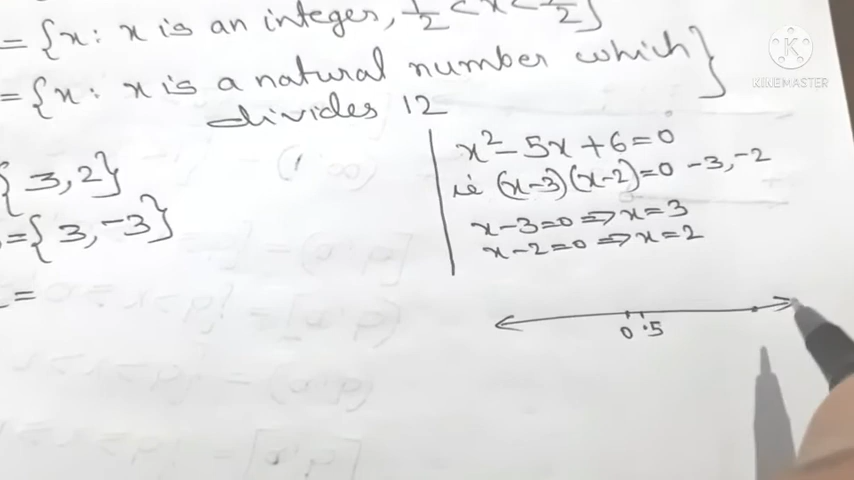 = {x: x is an integer, 1/2 < x < /2}
= {x: x is a natural number which}
divides 12
{3,2}
= {3,-3}
=
x² - 5x + 6 = 0
ie (x-3)(x-2)=0 -3,-2
x-3=0 ⇒ x=3
x-2=0 ⇒ x=2
0 .5
K
KINEMASTER